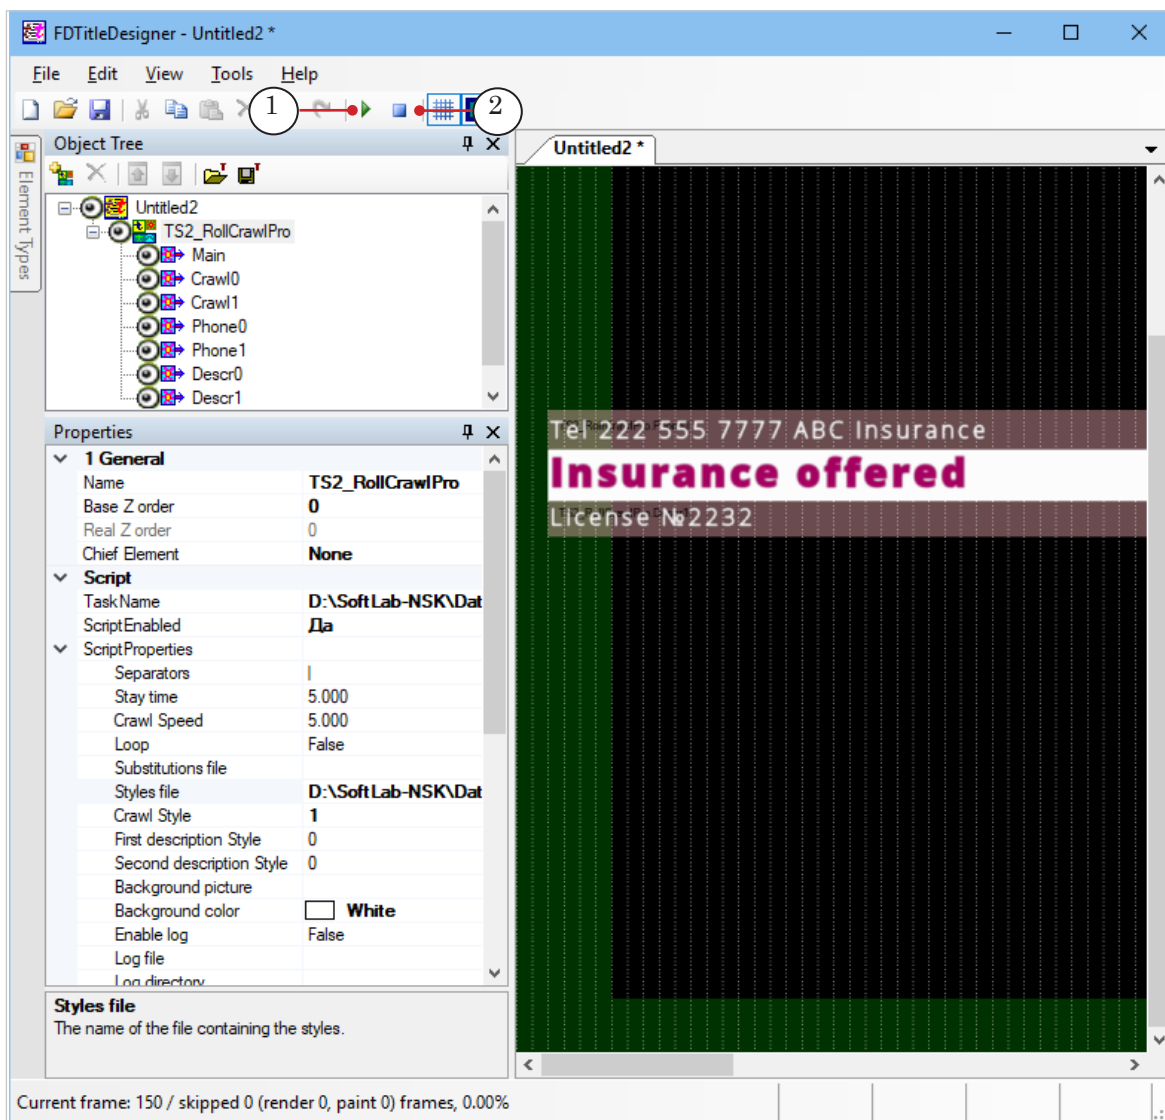 FDTitleDesigner - Untitled2 *
File Edit View Tools Help
1 2
Object Tree
Untitled2 *
Element Types
Untitled2
TS2_RollCrawlPro
Main
Crawl0
Crawl1
Phone0
Phone1
Descr0
Descr1
Tel 222 555 7777 ABC Insurance
Insurance offered
License №2232
Properties
1 General
Name TS2_RollCrawlPro
Base Z order 0
Real Z order 0
Chief Element None
Script
TaskName D:\SoftLab-NSK\Dat
ScriptEnabled Да
ScriptProperties
Separators |
Stay time 5.000
Crawl Speed 5.000
Loop False
Substitutions file
Styles file D:\SoftLab-NSK\Dat
Crawl Style 1
First description Style 0
Second description Style 0
Background picture
Background color White
Enable log False
Log file
Log directory
Styles file
The name of the file containing the styles.
Current frame: 150 / skipped 0 (render 0, paint 0) frames, 0.00%